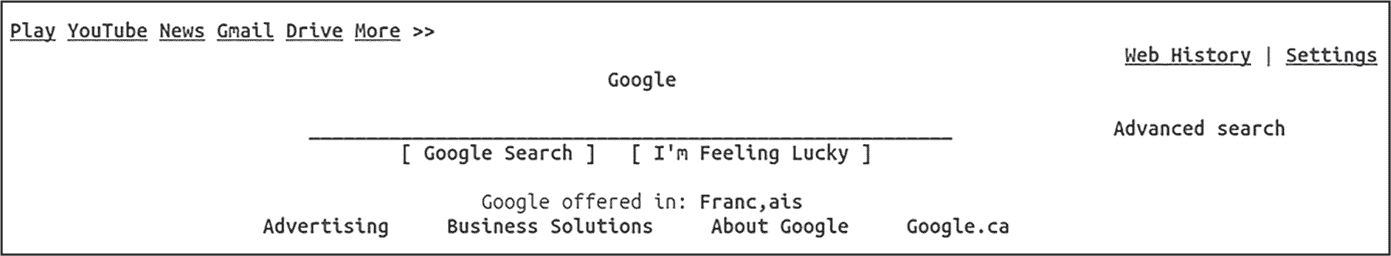 Play YouTube News Gmail Drive More >>
Web History | Settings
Google
Advanced search
[ Google Search ] [ I'm Feeling Lucky ]
Google offered in: Franc,ais
Advertising Business Solutions About Google Google.ca